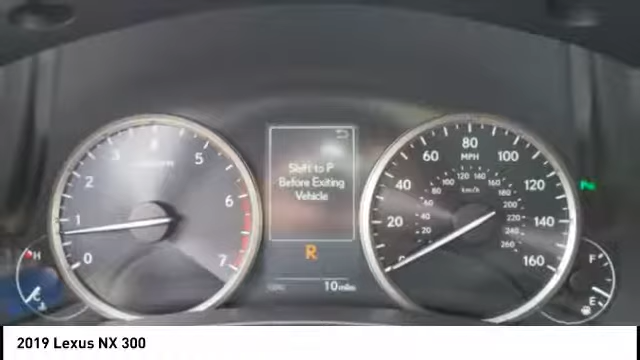 Shift to P
Before Exiting
Vehicle
R
10 miles
0
1
2
3
4
5
6
7
H
C
0
20
40
60
80
100
120
140
160
MPH
km/h
20
40
60
80
100
120
140
160
180
200
220
240
260
F
E
2019 Lexus NX 300